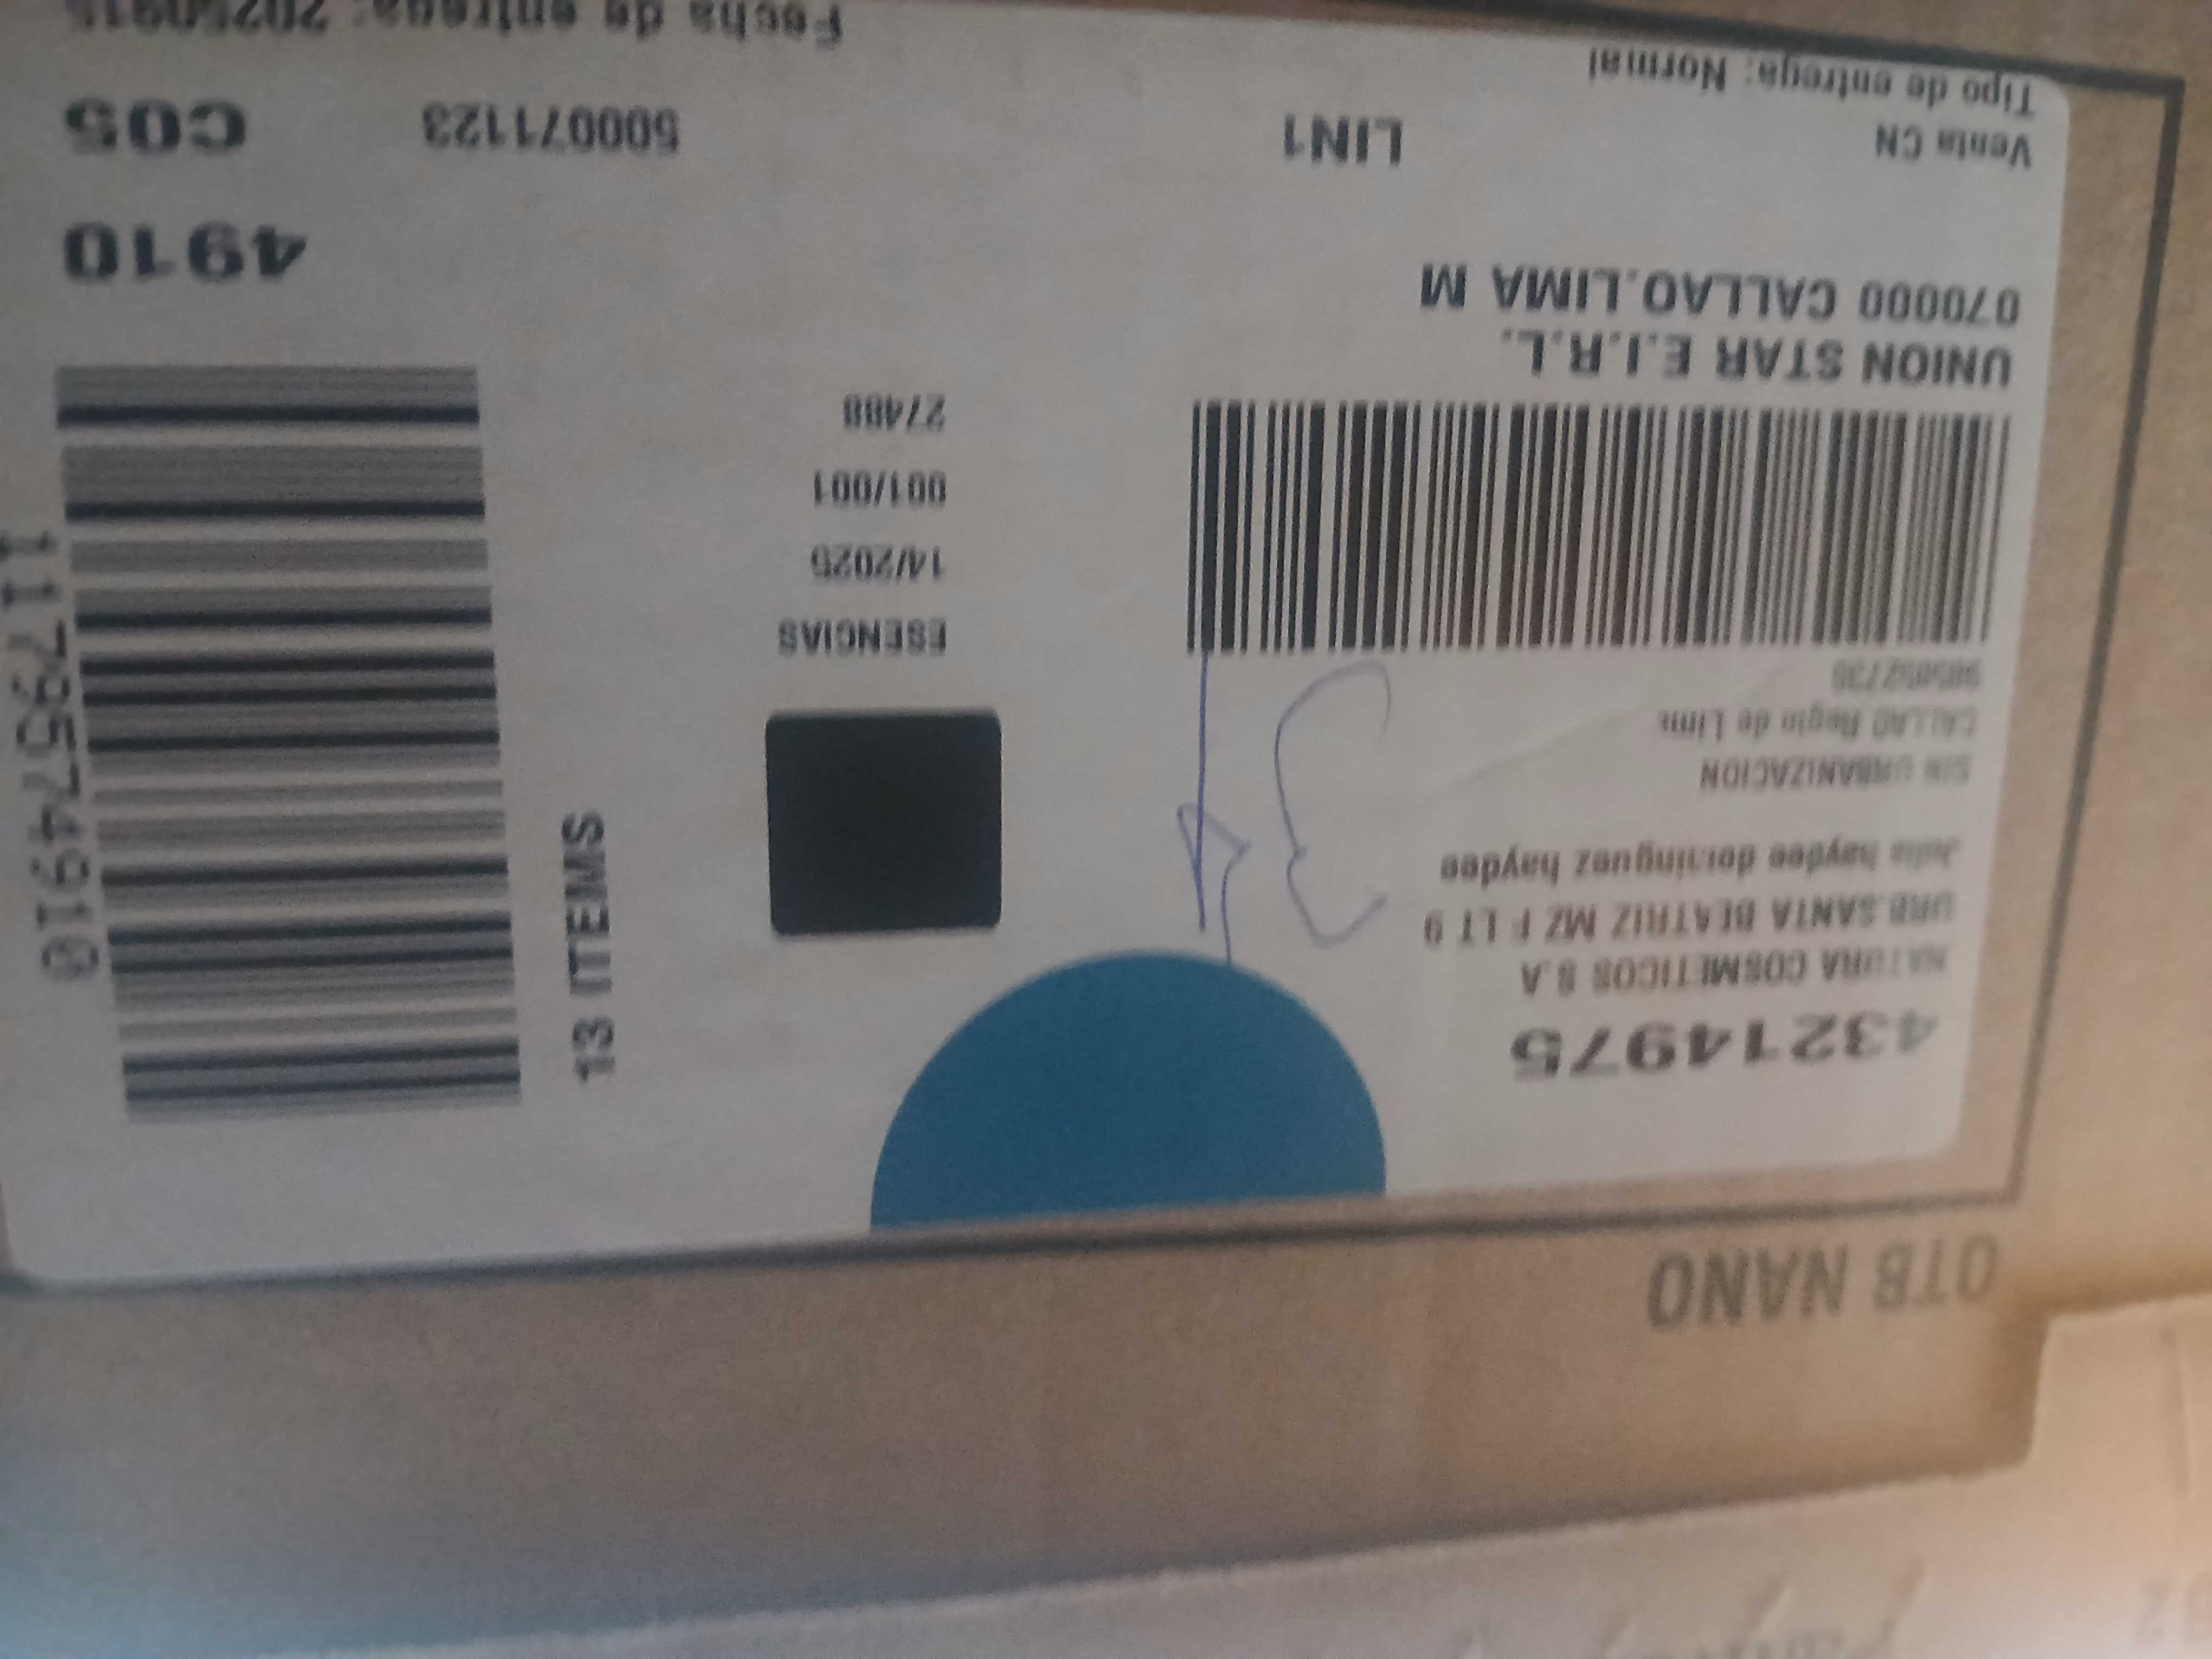 OTB NANO
43214975
NATURA COSMETICOS S.A
URB.SANTA BEATRIZ MZ F LT 9
Julia haydee dominguez haydee
SIN URBANIZACION
CALLAO Regio de Lima
UNION STAR E.I.R.L.
070000 CALLAO.LIMA M
Venta CN
LIN1
Tipo de entrega: Normal
ESENCIAS
14/2025
001/001
27488
13 ITEMS
4910
500071123
C05
Fecha de entrega: